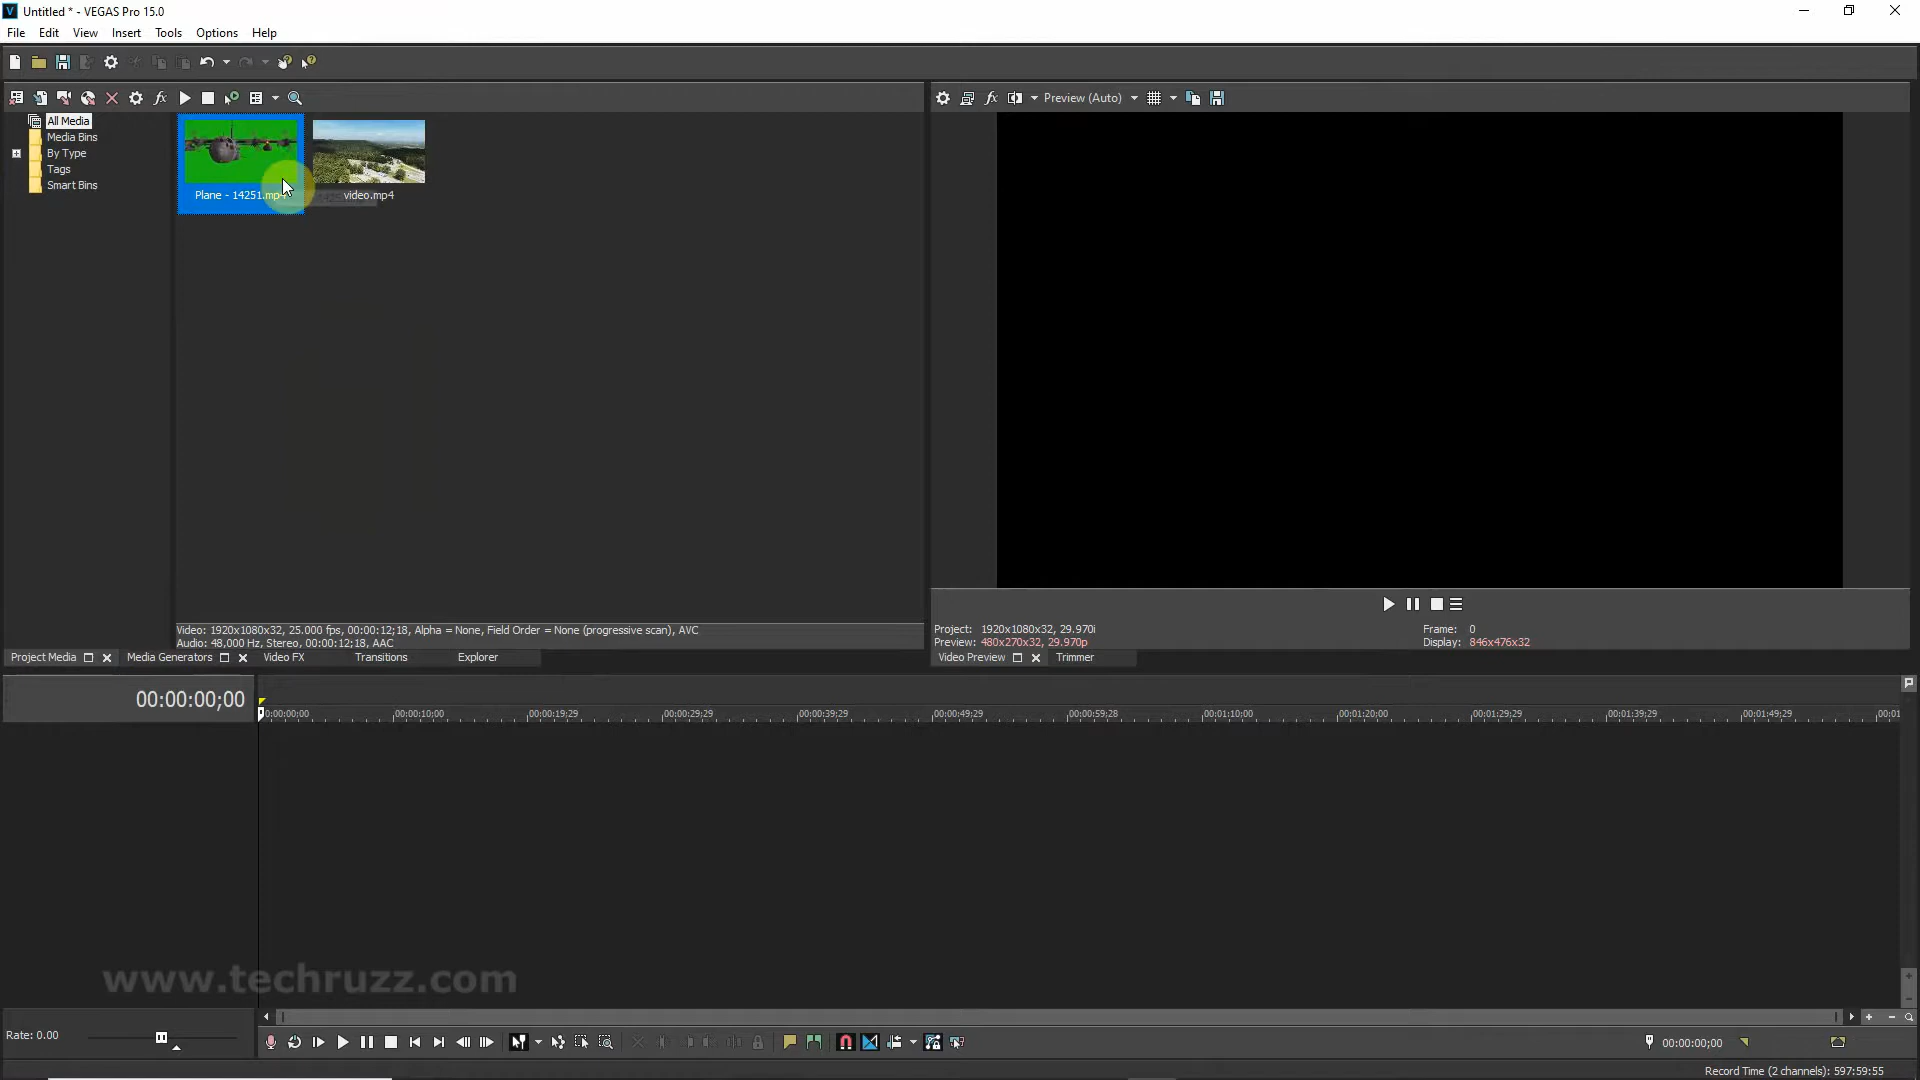 Untitled * - VEGAS Pro 15.0
File Edit View Insert Tools Options Help
Preview (Auto)
All Media
Media Bins
By Type
Tags
Smart Bins
Plane - 14251.mp4
video.mp4
Video: 1920x1080x32, 25.000 fps, 00:00:12;18, Alpha = None, Field Order = None (progressive scan), AVC
Audio: 48,000 Hz, Stereo, 00:00:12;18, AAC
Project: 1920x1080x32, 29.970i
Frame: 0
Preview: 480x270x32, 29.970p
Display: 846x476x32
Project Media Media Generators Video FX Transitions Explorer
Video Preview Trimmer
00:00:00;00
0:00:00;00 00:00:10;00 00:00:19;29 00:00:29;29 00:00:39;29 00:00:49;29 00:00:59;28 00:01:10;00 00:01:20;00 00:01:29;29 00:01:39;29 00:01:49;29 00:01
www.techruzz.com
Rate: 0.00
00:00:00;00
Record Time (2 channels): 597:59:55